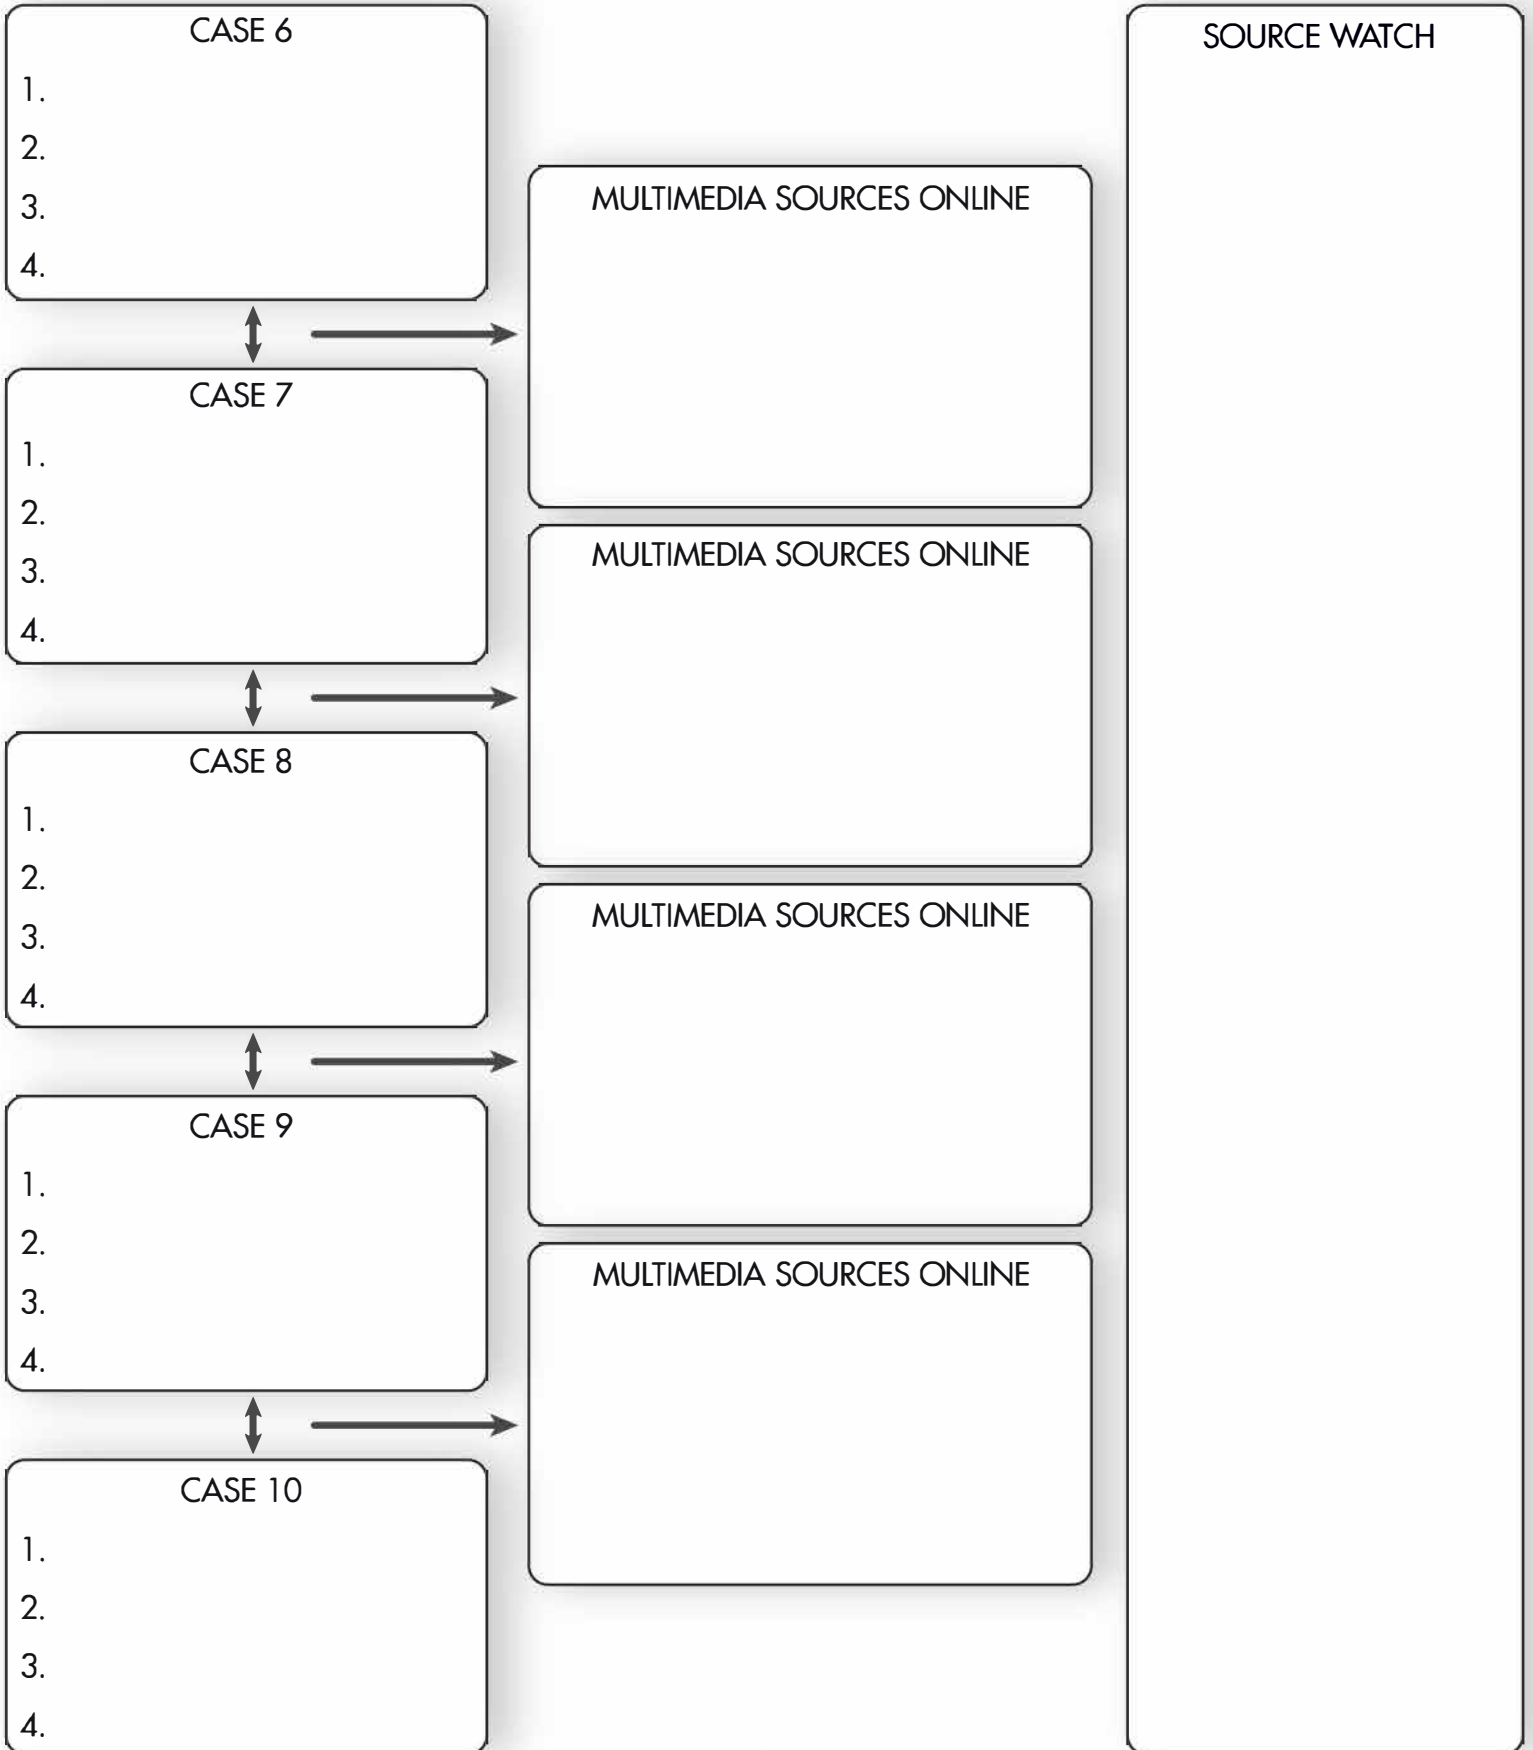 CASE 6
1.
2.
3.
4.
CASE 7
1.
2.
3.
4.
CASE 8
1.
2.
3.
4.
CASE 9
1.
2.
3.
4.
CASE 10
1.
2.
3.
4.
MULTIMEDIA SOURCES ONLINE
MULTIMEDIA SOURCES ONLINE
MULTIMEDIA SOURCES ONLINE
MULTIMEDIA SOURCES ONLINE
SOURCE WATCH